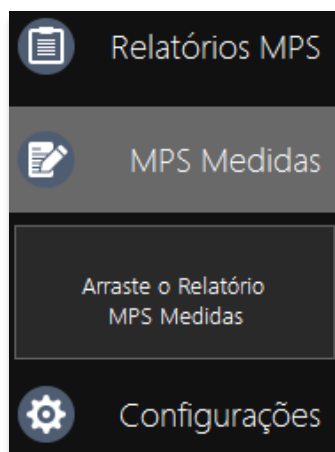 Relatórios MPS
MPS Medidas
Arraste o Relatório
MPS Medidas
Configurações